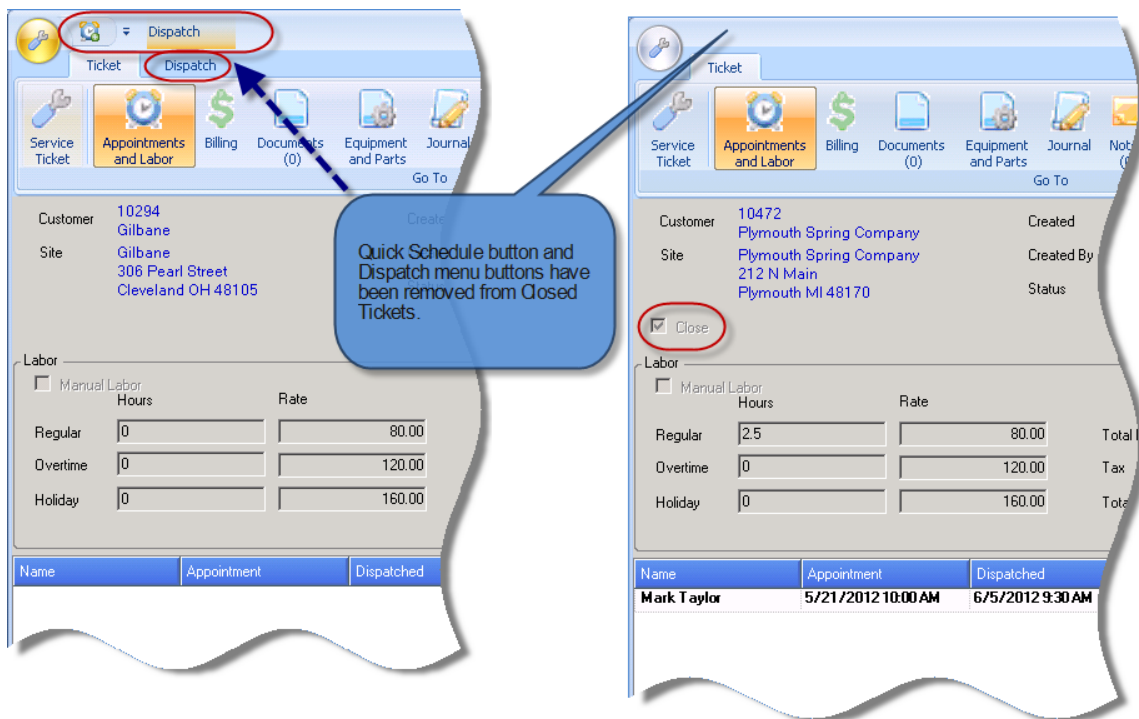 Dispatch
Ticket Dispatch
Service Ticket
Appointments and Labor
Billing
Documents (0)
Equipment and Parts
Journal
Go To
Customer 10294
Gilbane
Site Gilbane
306 Pearl Street
Cleveland OH 48105
Create
Status
Labor
Manual Labor
Hours Rate
Regular 0 80.00
Overtime 0 120.00
Holiday 0 160.00
Name Appointment Dispatched
Quick Schedule button and
Dispatch menu buttons have
been removed from Closed
Tickets.
Ticket
Service Ticket
Appointments and Labor
Billing
Documents (0)
Equipment and Parts
Journal
Go To
Customer 10472
Plymouth Spring Company
Site Plymouth Spring Company
212 N Main
Plymouth MI 48170
Created
Created By
Status
Close
Labor
Manual Labor
Hours Rate
Regular 2.5 80.00
Overtime 0 120.00 Tax
Holiday 0 160.00
Name Appointment Dispatched
Mark Taylor 5/21/2012 10:00 AM 6/5/2012 9:30 AM